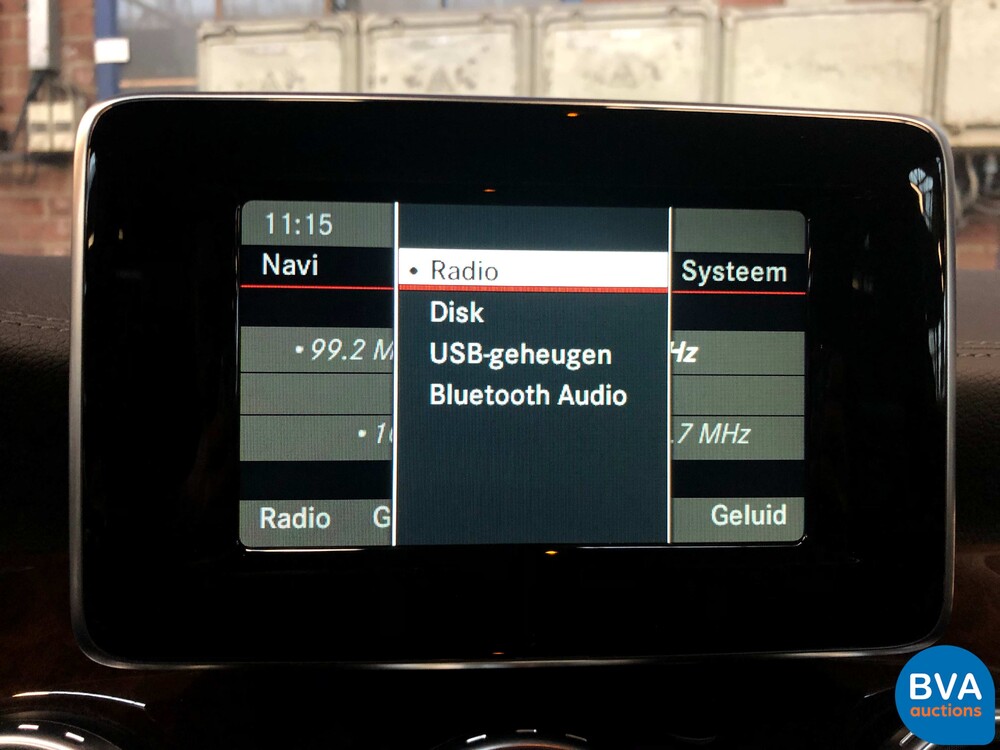 11:15
Navi
• Radio
Systeem
Disk
• 99.2
USB-geheugen
Hz
Bluetooth Audio
.7 MHz
Radio
Geluid
BVA
auctions